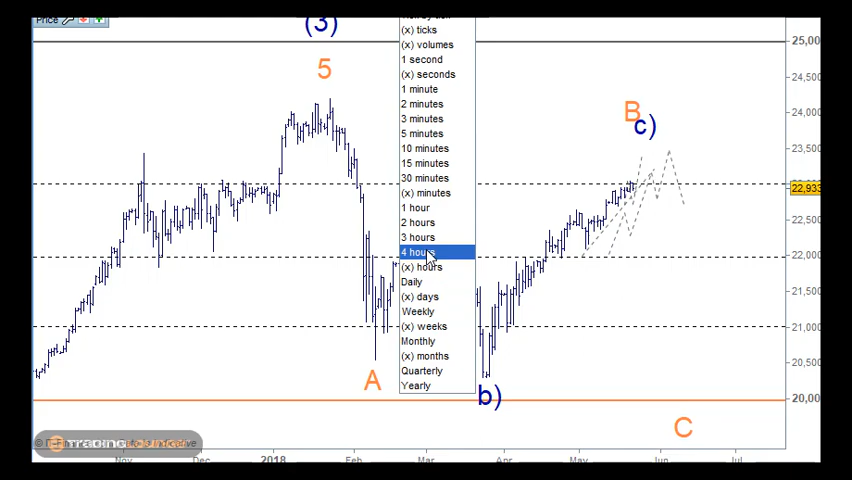 Price
(3)
5
A
(x) ticks
(x) volumes
1 second
(x) seconds
1 minute
2 minutes
3 minutes
5 minutes
10 minutes
15 minutes
30 minutes
(x) minutes
1 hour
2 hours
3 hours
4 hours
(x) hours
Daily
(x) days
Weekly
(x) weeks
Monthly
(x) months
Quarterly
Yearly
b)
B
c)
C
25,000
24,500
24,000
23,500
22,933
22,500
22,000
21,500
21,000
20,500
20,000
Nov
Dec
2018
Feb
Mar
Apr
May
Jun
Jul